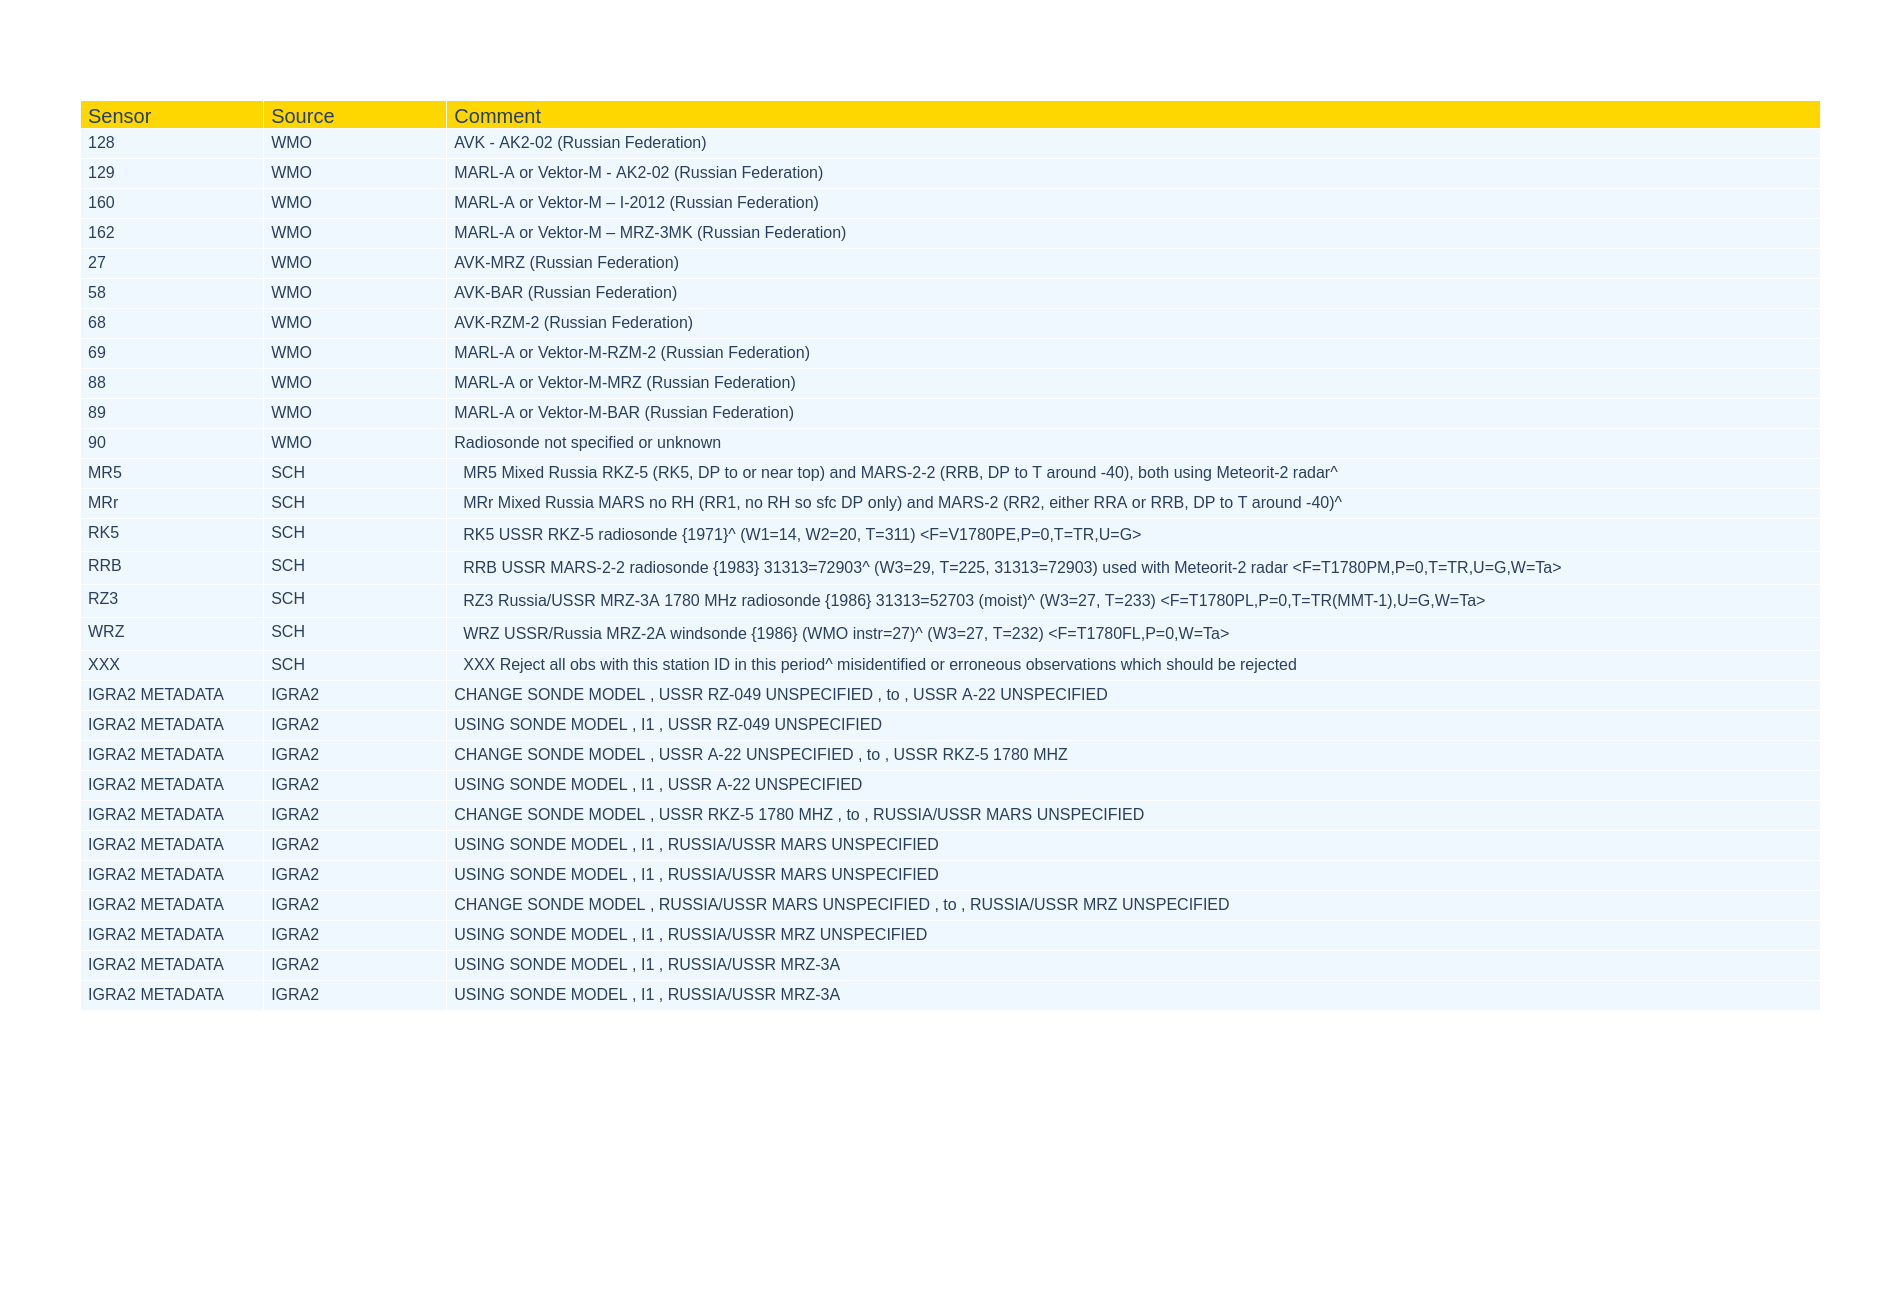 Sensor Source Comment
128 WMO AVK - AK2-02 (Russian Federation)
129 WMO MARL-A or Vektor-M - AK2-02 (Russian Federation)
160 WMO MARL-A or Vektor-M – I-2012 (Russian Federation)
162 WMO MARL-A or Vektor-M – MRZ-3MK (Russian Federation)
27 WMO AVK-MRZ (Russian Federation)
58 WMO AVK-BAR (Russian Federation)
68 WMO AVK-RZM-2 (Russian Federation)
69 WMO MARL-A or Vektor-M-RZM-2 (Russian Federation)
88 WMO MARL-A or Vektor-M-MRZ (Russian Federation)
89 WMO MARL-A or Vektor-M-BAR (Russian Federation)
90 WMO Radiosonde not specified or unknown
MR5 SCH MR5 Mixed Russia RKZ-5 (RK5, DP to or near top) and MARS-2-2 (RRB, DP to T around -40), both using Meteorit-2 radar^
MRr SCH MRr Mixed Russia MARS no RH (RR1, no RH so sfc DP only) and MARS-2 (RR2, either RRA or RRB, DP to T around -40)^
RK5 SCH RK5 USSR RKZ-5 radiosonde {1971}^ (W1=14, W2=20, T=311) <F=V1780PE,P=0,T=TR,U=G>
RRB SCH RRB USSR MARS-2-2 radiosonde {1983} 31313=72903^ (W3=29, T=225, 31313=72903) used with Meteorit-2 radar <F=T1780PM,P=0,T=TR,U=G,W=Ta>
RZ3 SCH RZ3 Russia/USSR MRZ-3A 1780 MHz radiosonde {1986} 31313=52703 (moist)^ (W3=27, T=233) <F=T1780PL,P=0,T=TR(MMT-1),U=G,W=Ta>
WRZ SCH WRZ USSR/Russia MRZ-2A windsonde {1986} (WMO instr=27)^ (W3=27, T=232) <F=T1780FL,P=0,W=Ta>
XXX SCH XXX Reject all obs with this station ID in this period^ misidentified or erroneous observations which should be rejected
IGRA2 METADATA IGRA2 CHANGE SONDE MODEL , USSR RZ-049 UNSPECIFIED , to , USSR A-22 UNSPECIFIED
IGRA2 METADATA IGRA2 USING SONDE MODEL , I1 , USSR RZ-049 UNSPECIFIED
IGRA2 METADATA IGRA2 CHANGE SONDE MODEL , USSR A-22 UNSPECIFIED , to , USSR RKZ-5 1780 MHZ
IGRA2 METADATA IGRA2 USING SONDE MODEL , I1 , USSR A-22 UNSPECIFIED
IGRA2 METADATA IGRA2 CHANGE SONDE MODEL , USSR RKZ-5 1780 MHZ , to , RUSSIA/USSR MARS UNSPECIFIED
IGRA2 METADATA IGRA2 USING SONDE MODEL , I1 , RUSSIA/USSR MARS UNSPECIFIED
IGRA2 METADATA IGRA2 USING SONDE MODEL , I1 , RUSSIA/USSR MARS UNSPECIFIED
IGRA2 METADATA IGRA2 CHANGE SONDE MODEL , RUSSIA/USSR MARS UNSPECIFIED , to , RUSSIA/USSR MRZ UNSPECIFIED
IGRA2 METADATA IGRA2 USING SONDE MODEL , I1 , RUSSIA/USSR MRZ UNSPECIFIED
IGRA2 METADATA IGRA2 USING SONDE MODEL , I1 , RUSSIA/USSR MRZ-3A
IGRA2 METADATA IGRA2 USING SONDE MODEL , I1 , RUSSIA/USSR MRZ-3A